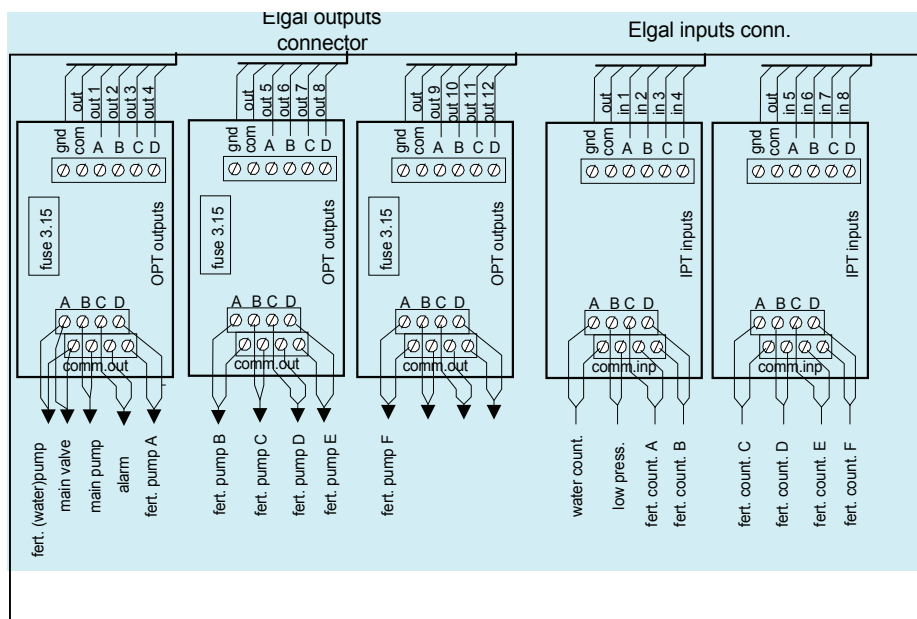 Elgal outputs
connector
Elgal inputs conn.
out
out 1
out 2
out 3
out 4
out
out 5
out 6
out 7
out 8
out
out 9
out 10
out 11
out 12
out
in 1
in 2
in 3
in 4
out
in 5
in 6
in 7
in 8
gnd
com
A B C D
gnd
com
A B C D
gnd
com
A B C D
gnd
com
A B C D
gnd
com
A B C D
fuse 3.15
OPT outputs
fuse 3.15
OPT outputs
fuse 3.15
OPT outputs
IPT inputs
IPT inputs
A B C D
A B C D
A B C D
A B C D
A B C D
comm.out
comm.out
comm.out
comm.inp
comm.inp
fert. (water)pump
main valve
main pump
alarm
fert. pump A
fert. pump B
fert. pump C
fert. pump D
fert. pump E
fert. pump F
water count.
low press.
fert. count. A
fert. count. B
fert. count. C
fert. count. D
fert. count. E
fert. count. F